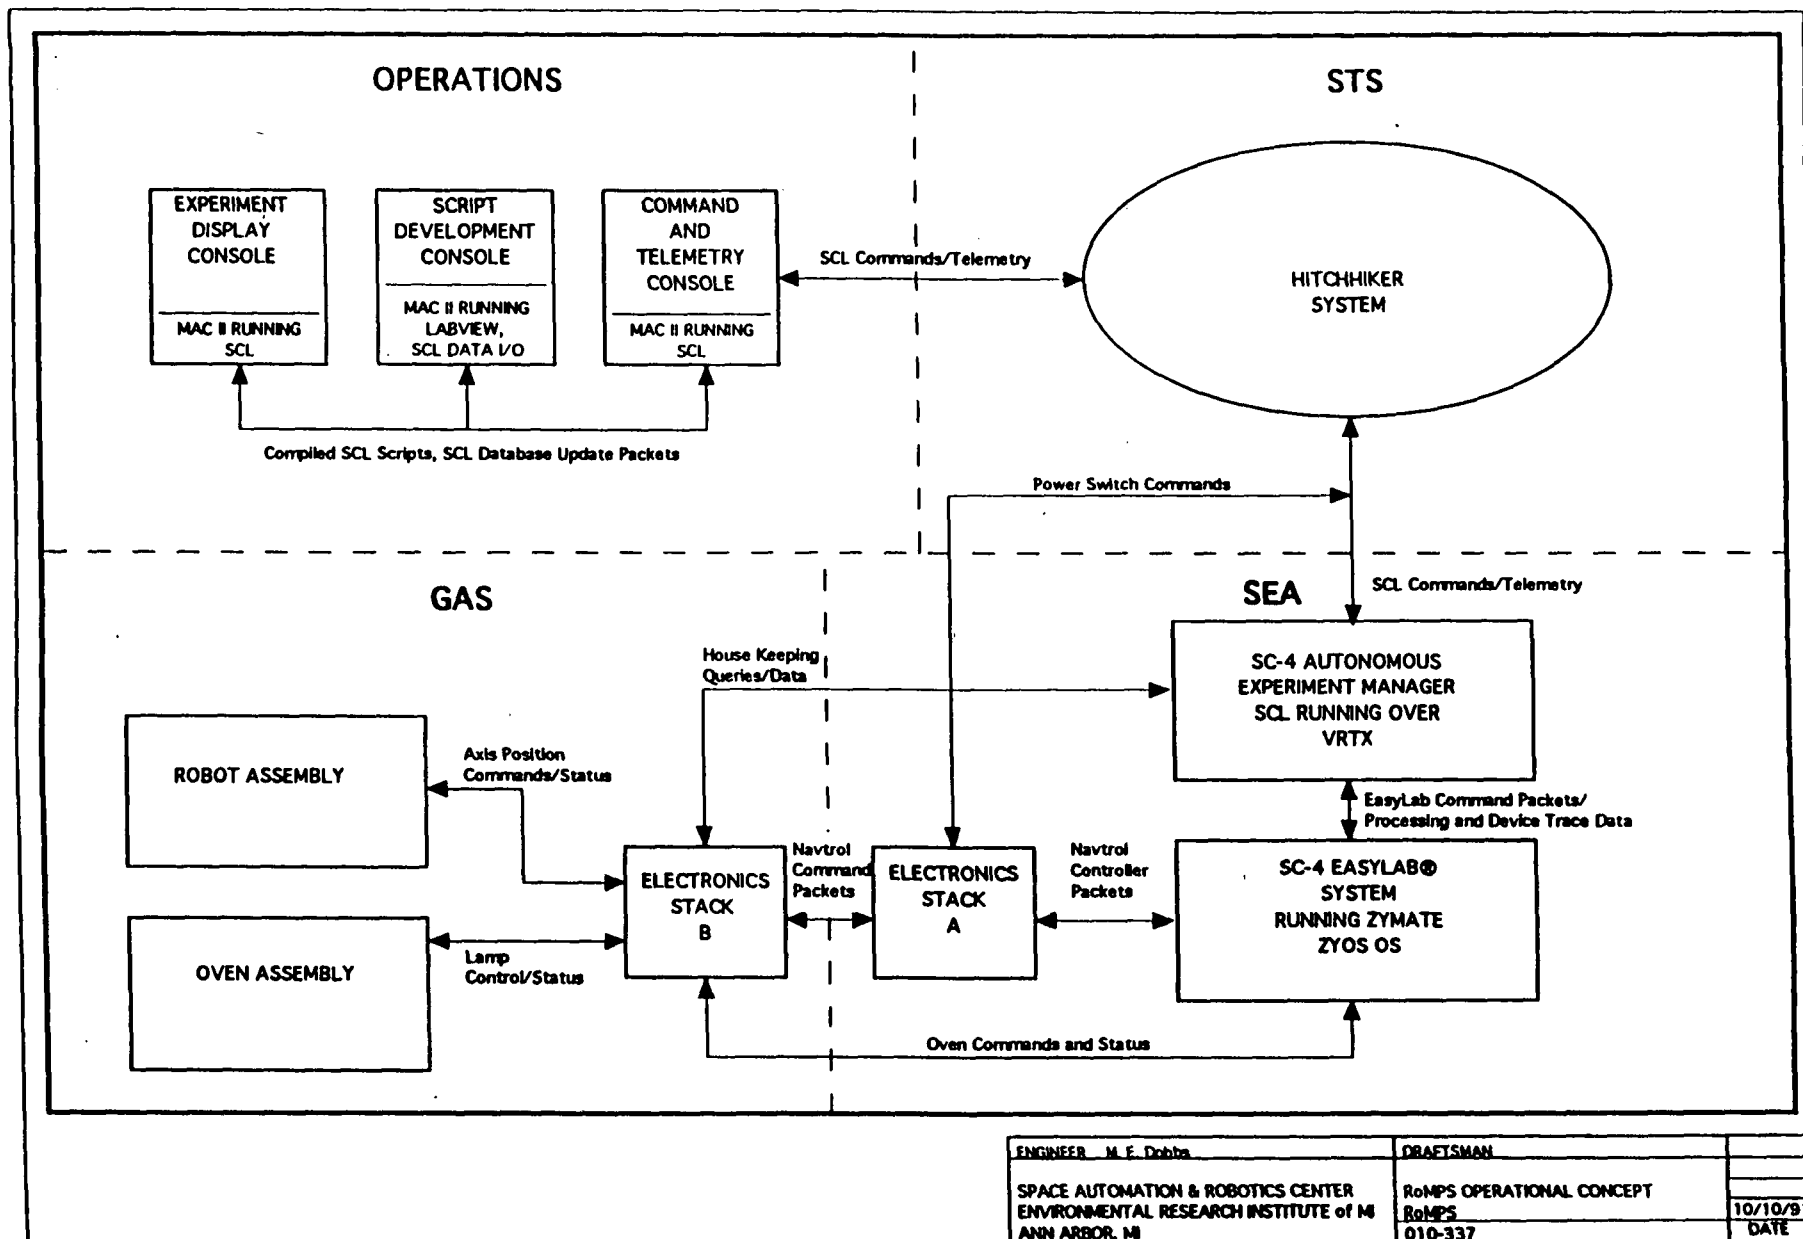 OPERATIONS
STS
EXPERIMENT
DISPLAY
CONSOLE
MAC II RUNNING
SCL
SCRIPT
DEVELOPMENT
CONSOLE
MAC II RUNNING
LABVIEW,
SCL DATA I/O
COMMAND
AND
TELEMETRY
CONSOLE
MAC II RUNNING
SCL
SCL Commands/Telemetry
HITCHHIKER
SYSTEM
Compiled SCL Scripts, SCL Database Update Packets
Power Switch Commands
GAS
SEA
SCL Commands/Telemetry
House Keeping
Queries/Data
SC-4 AUTONOMOUS
EXPERIMENT MANAGER
SCL RUNNING OVER
VRTX
ROBOT ASSEMBLY
Axis Position
Commands/Status
EasyLab Command Packets/
Processing and Device Trace Data
ELECTRONICS
STACK
B
Navtrol
Command
Packets
ELECTRONICS
STACK
A
Navtrol
Controller
Packets
SC-4 EASYLAB®
SYSTEM
RUNNING ZYMATE
ZYOS OS
OVEN ASSEMBLY
Lamp
Control/Status
Oven Commands and Status
ENGINEER M. E. Dobbs
DRAFTSMAN
SPACE AUTOMATION & ROBOTICS CENTER
ENVIRONMENTAL RESEARCH INSTITUTE of MI
ANN ARBOR, MI
RoMPS OPERATIONAL CONCEPT
RoMPS
010-337
10/10/9
DATE